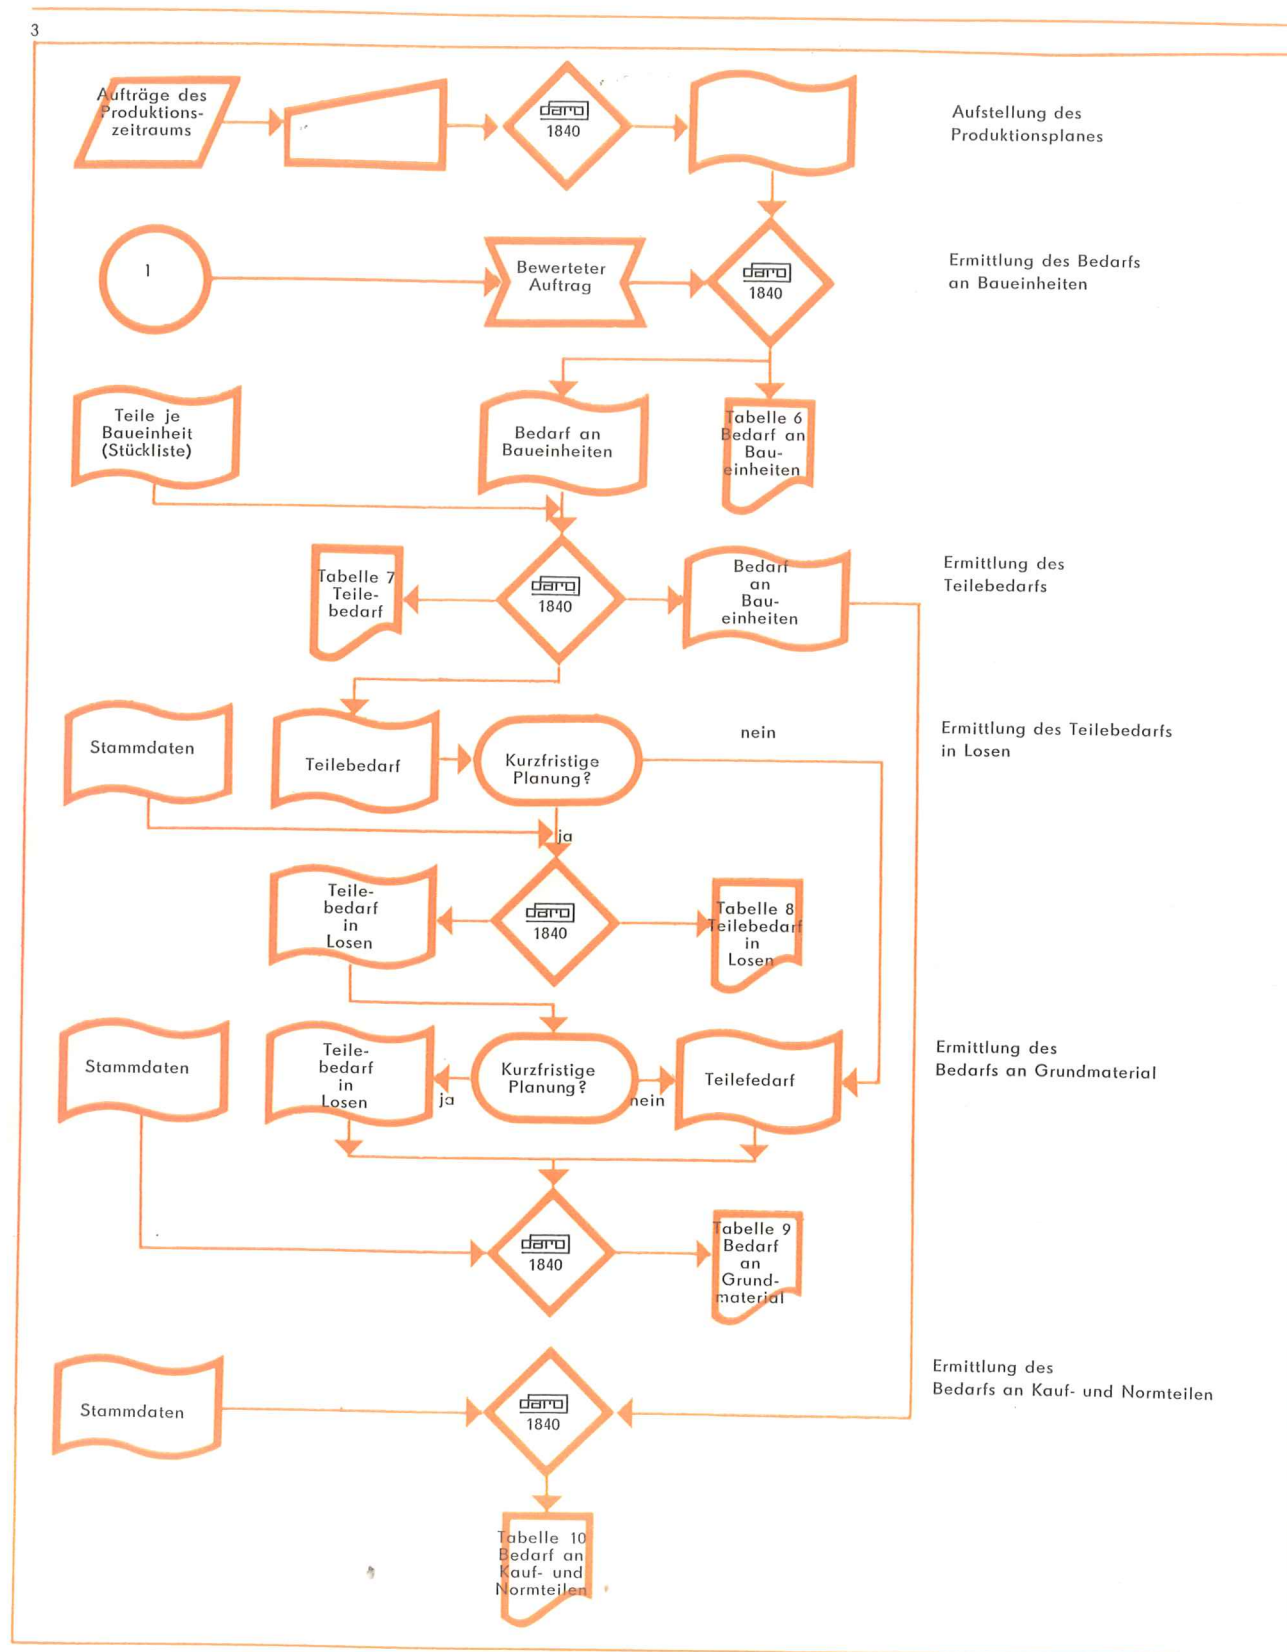 3
Aufträge des
Produktions-
zeitraums
daro
1840
Aufstellung des
Produktionsplanes
1
Bewerteter
Auftrag
daro
1840
Ermittlung des Bedarfs
an Baueinheiten
Teile je
Baueinheit
(Stückliste)
Bedarf an
Baueinheiten
Tabelle 6
Bedarf an
Bau-
einheiten
Tabelle 7
Teile-
bedarf
daro
1840
Bedarf
an
Bau-
einheiten
Ermittlung des
Teilebedarfs
Stammdaten
Teilebedarf
Kurzfristige
Planung?
nein
ja
Ermittlung des Teilebedarfs
in Losen
Teile-
bedarf
in
Losen
daro
1840
Tabelle 8
Teilebedarf
in
Losen
Stammdaten
Teile-
bedarf
in
Losen
ja
Kurzfristige
Planung?
nein
Teilefedarf
Ermittlung des
Bedarfs an Grundmaterial
daro
1840
Tabelle 9
Bedarf
an
Grund-
material
Stammdaten
daro
1840
Ermittlung des
Bedarfs an Kauf- und Normteilen
Tabelle 10
Bedarf an
Kauf- und
Normteilen